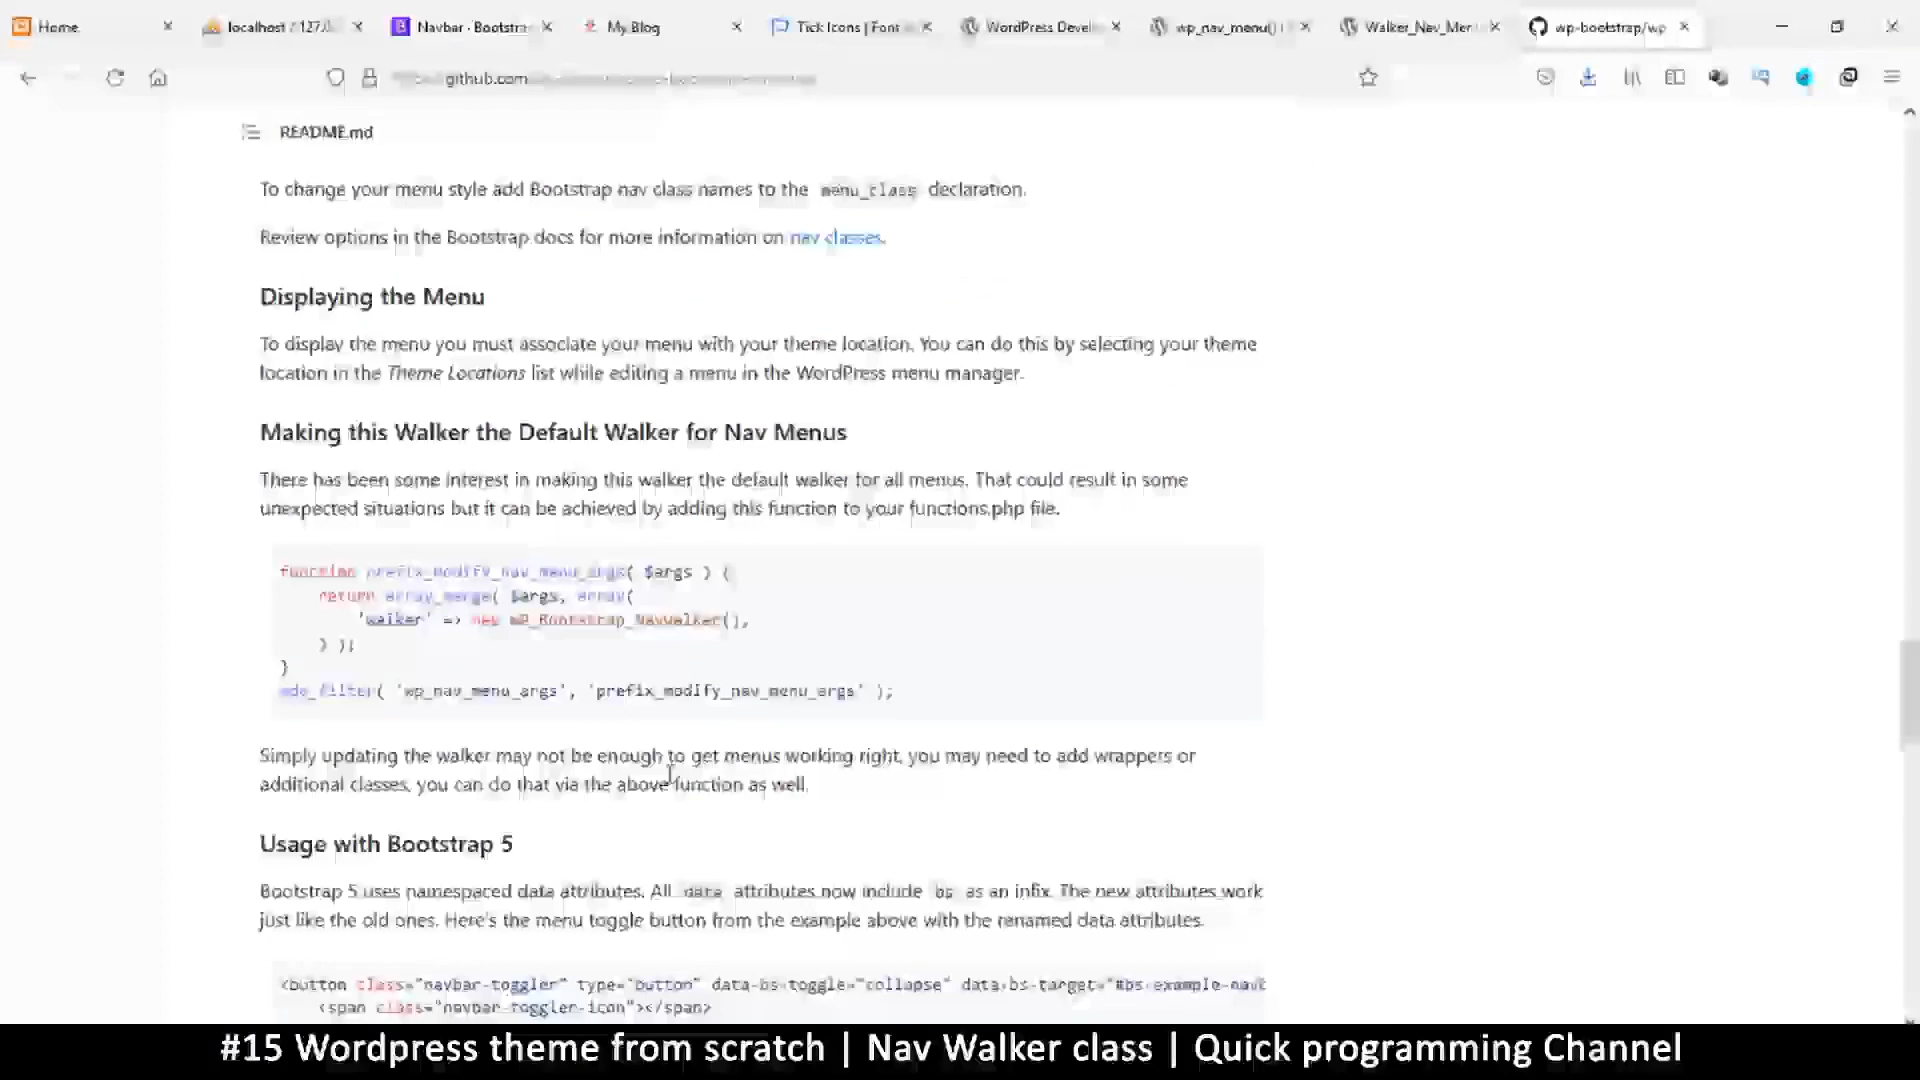 Home
localhost / 127.0.
Navbar · Bootstra
My Blog
Tick Icons | Font
WordPress Devel
wp_nav_menu() |
Walker_Nav_Men
wp-bootstrap/wp
github.com
README.md
To change your menu style add Bootstrap nav class names to the menu_class declaration.
Review options in the Bootstrap docs for more information on nav classes.
Displaying the Menu
To display the menu you must associate your menu with your theme location. You can do this by selecting your theme
location in the Theme Locations list while editing a menu in the WordPress menu manager.
Making this Walker the Default Walker for Nav Menus
There has been some interest in making this walker the default walker for all menus. That could result in some
unexpected situations but it can be achieved by adding this function to your functions.php file.
function prefix_modify_nav_menu_args( $args ) {
return array_merge( $args, array(
'walker' => new WP_Bootstrap_Navwalker(),
) );
}
add_filter( 'wp_nav_menu_args', 'prefix_modify_nav_menu_args' );
Simply updating the walker may not be enough to get menus working right, you may need to add wrappers or
additional classes, you can do that via the above function as well.
Usage with Bootstrap 5
Bootstrap 5 uses namespaced data attributes. All data attributes now include bs as an infix. The new attributes work
just like the old ones. Here's the menu toggle button from the example above with the renamed data attributes.
<button class="navbar-toggler" type="button" data-bs-toggle="collapse" data-bs-target="#bs-example-navb
<span class="navbar-toggler-icon"></span>
#15 Wordpress theme from scratch | Nav Walker class | Quick programming Channel